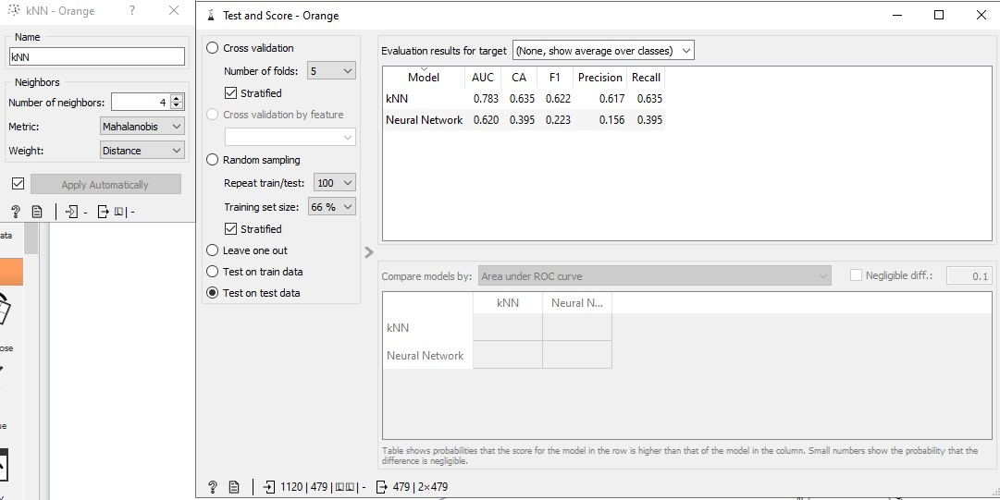 kNN - Orange ? ×
Name
kNN
Neighbors
Number of neighbors: 4
Metric: Mahalanobis
Weight: Distance
Apply Automatically
? | - | -
ata
ose
ue
Test and Score - Orange
Cross validation
Number of folds: 5
Stratified
Cross validation by feature
Random sampling
Repeat train/test: 100
Training set size: 66 %
Stratified
Leave one out
Test on train data
Test on test data
Evaluation results for target (None, show average over classes)
Model AUC CA F1 Precision Recall
kNN 0.783 0.635 0.622 0.617 0.635
Neural Network 0.620 0.395 0.223 0.156 0.395
Compare models by: Area under ROC curve Negligible diff.: 0.1
kNN Neural N...
kNN
Neural Network
Table shows probabilities that the score for the model in the row is higher than that of the model in the column. Small numbers show the probability that the
difference is negligible.
? | 1120 | 479 | | - 479 | 2×479